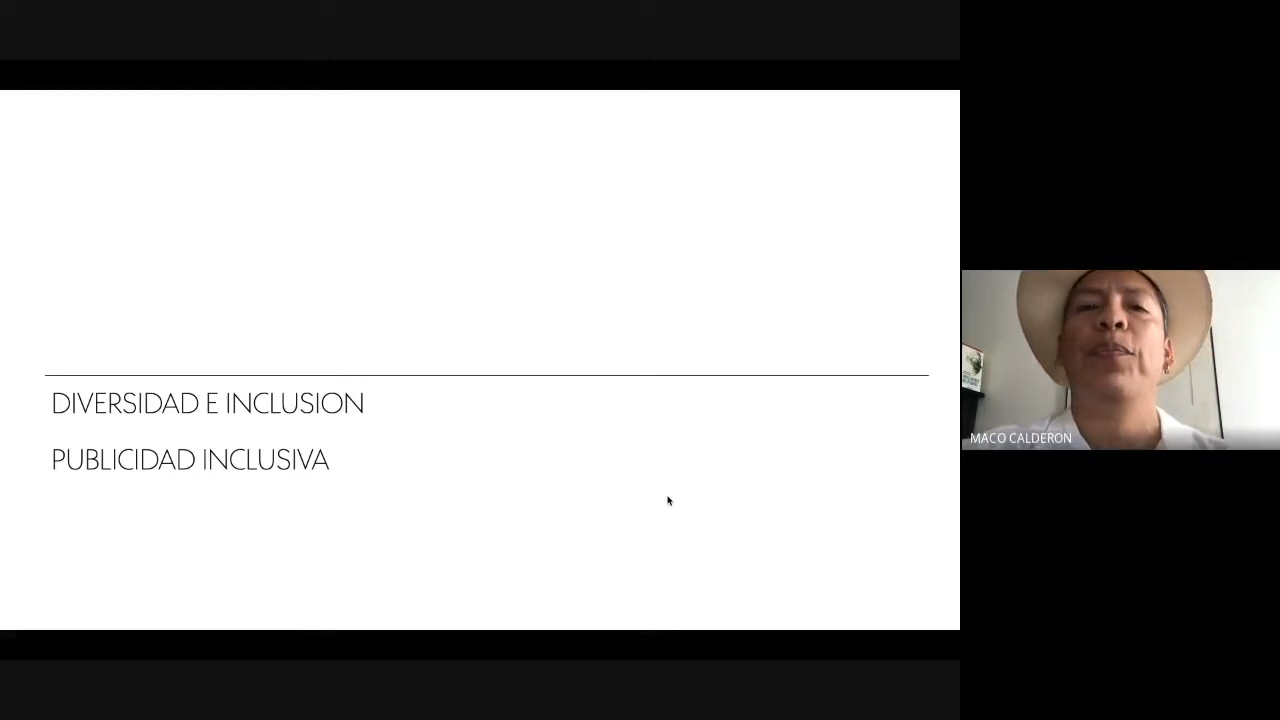 DIVERSIDAD E INCLUSION
PUBLICIDAD INCLUSIVA
MACO CALDERON